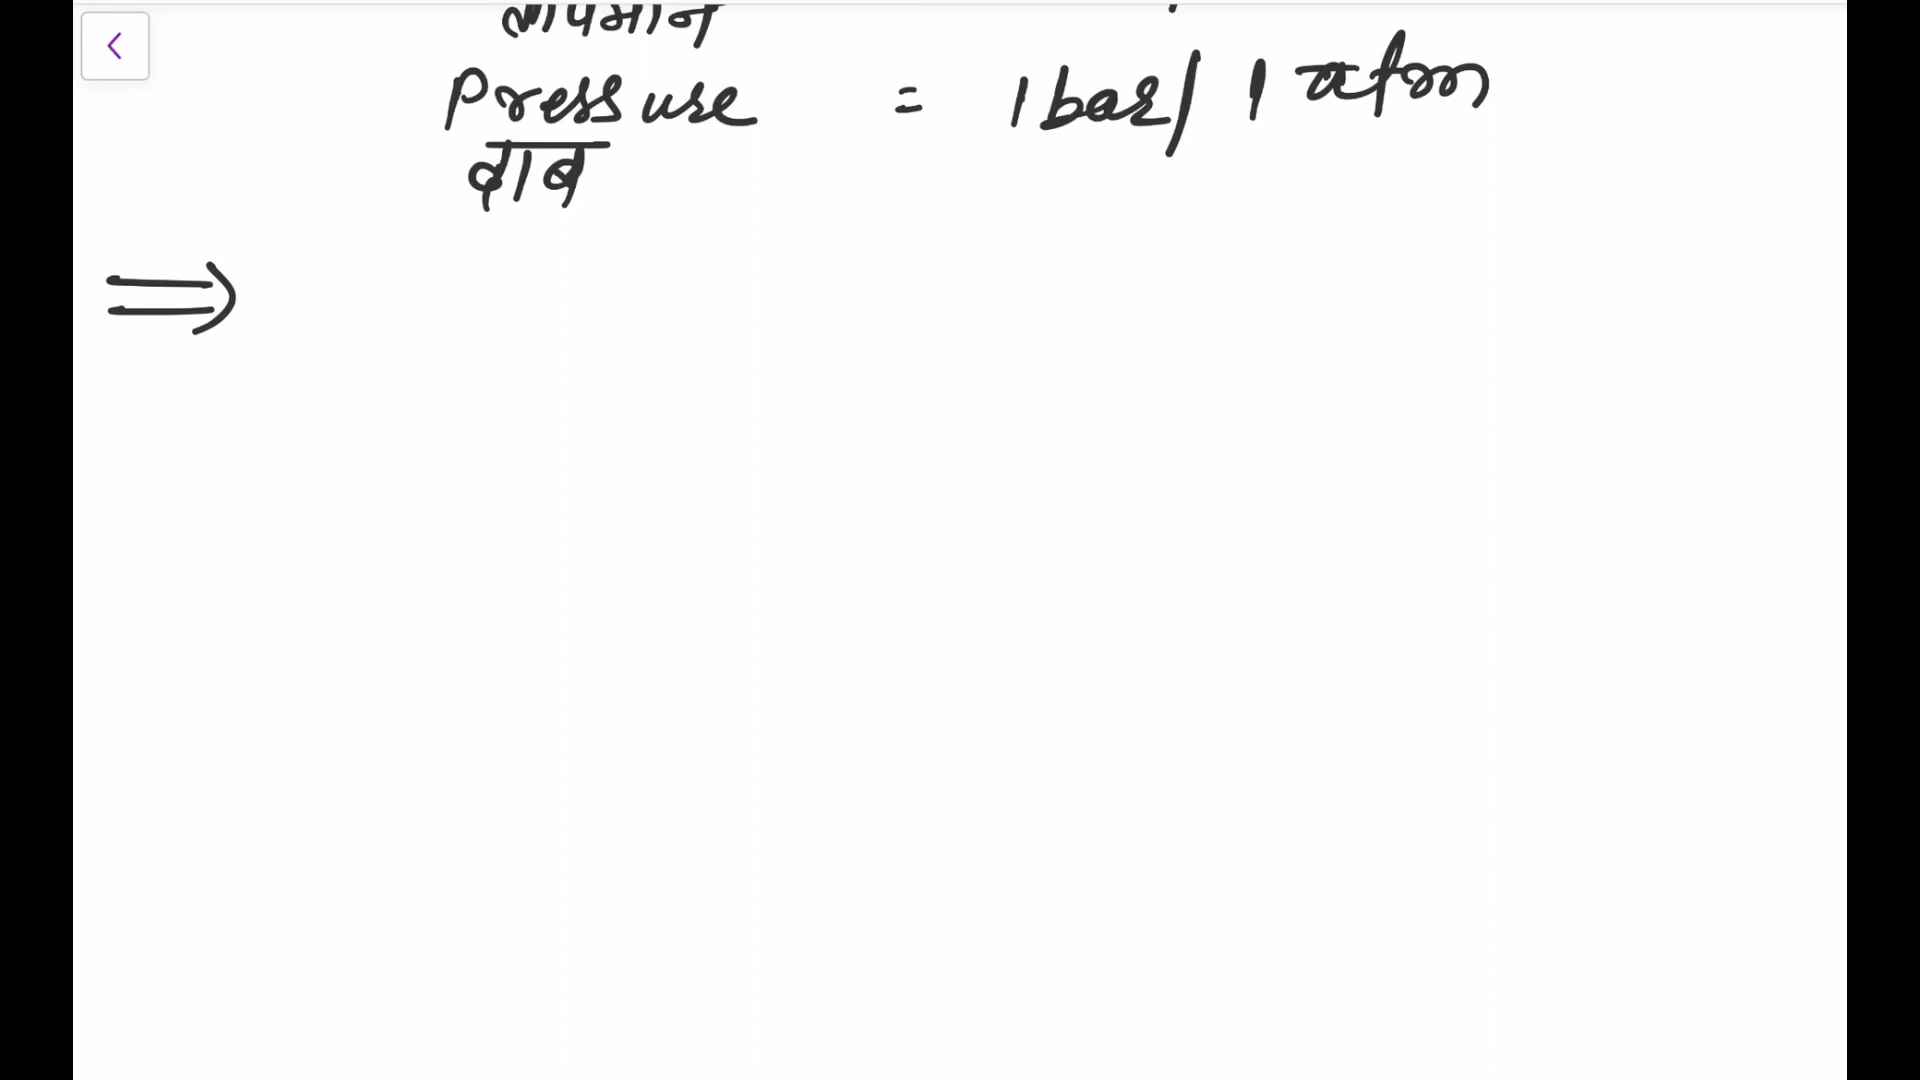 तापमान
Pressure = 1 bar/ 1 atm
दाब
⇒